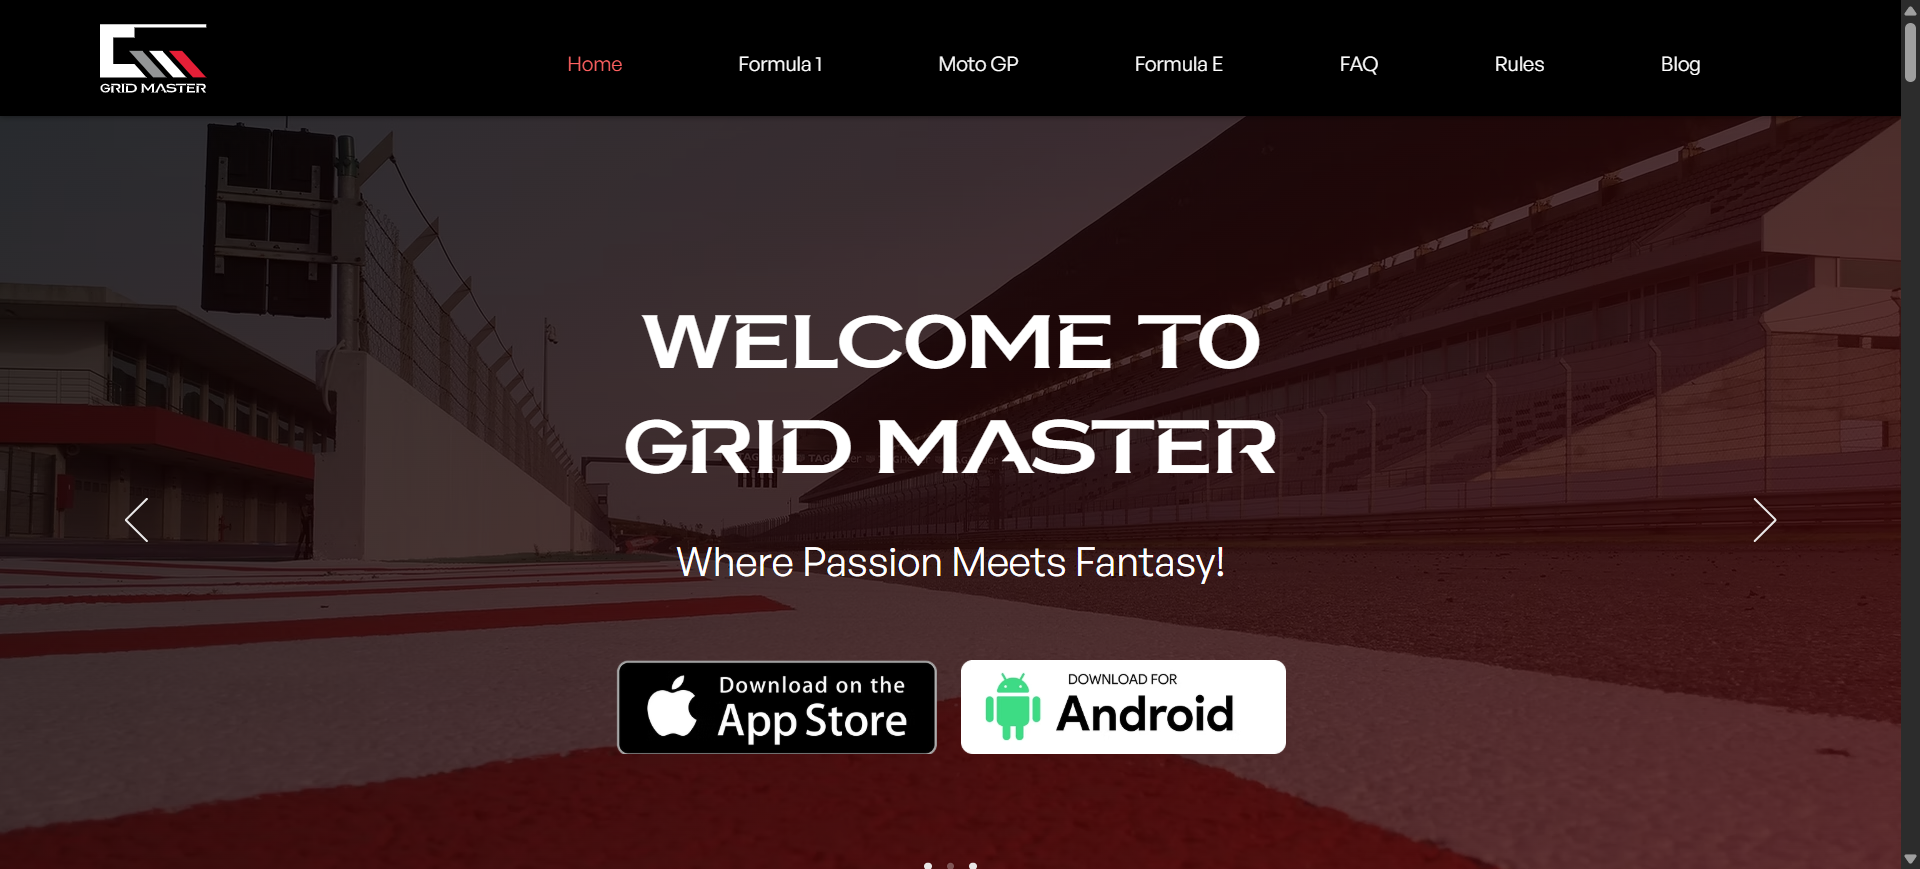 GRID MASTER
Home
Formula 1
Moto GP
Formula E
FAQ
Rules
Blog
WELCOME TO
GRID MASTER
Where Passion Meets Fantasy!
Download on the
App Store
DOWNLOAD FOR
Android